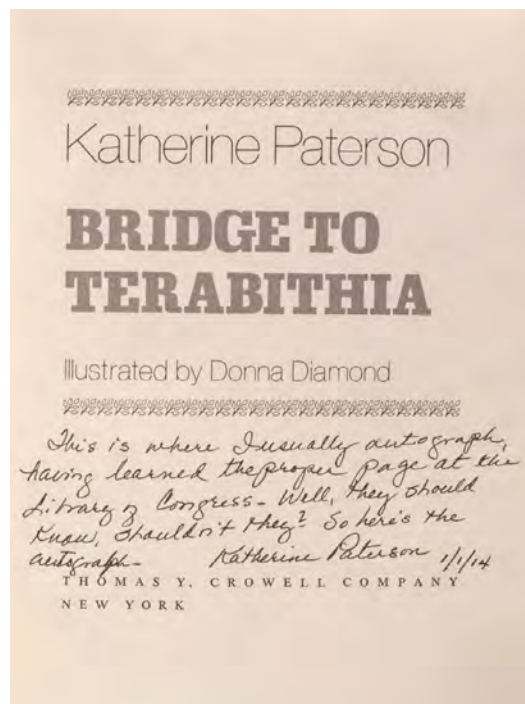 Katherine Paterson
BRIDGE TO
TERABITHIA
Illustrated by Donna Diamond
This is where I usually autograph,
having learned the proper page at the
Library of Congress- Well, they should
know, shouldn't they? So here's the
autograph- Katherine Paterson 1/1/14
THOMAS Y. CROWELL COMPANY
NEW YORK